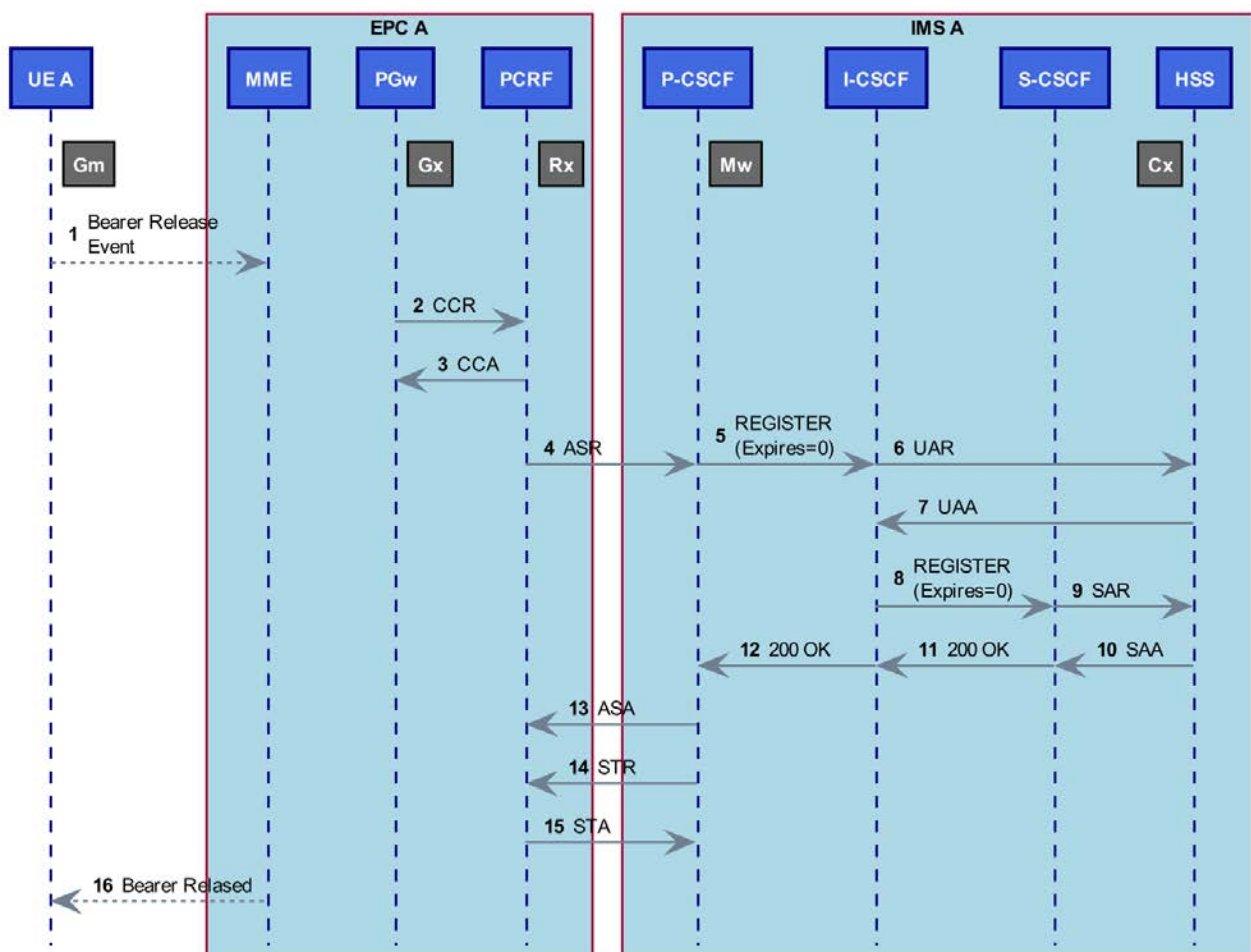 EPC A
IMS A
UE A
MME
PGw
PCRF
P-CSCF
I-CSCF
S-CSCF
HSS
Gm
Gx
Rx
Mw
Cx
1 Bearer Release
Event
2 CCR
3 CCA
4 ASR
5 REGISTER
(Expires=0)
6 UAR
7 UAA
8 REGISTER
(Expires=0)
9 SAR
12 200 OK
11 200 OK
10 SAA
13 ASA
14 STR
15 STA
16 Bearer Relased